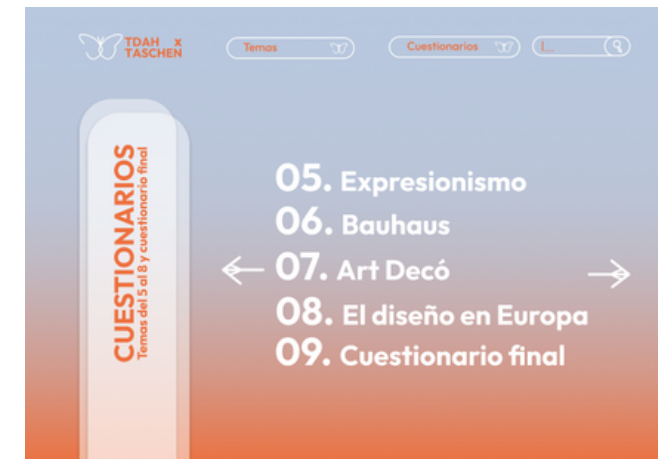 TDAH x
TASCHEN
Temas
Cuestionarios
I...
CUESTIONARIOS
Temas del 5 al 8 y cuestionario final
05. Expresionismo
06. Bauhaus
07. Art Decó
08. El diseño en Europa
09. Cuestionario final